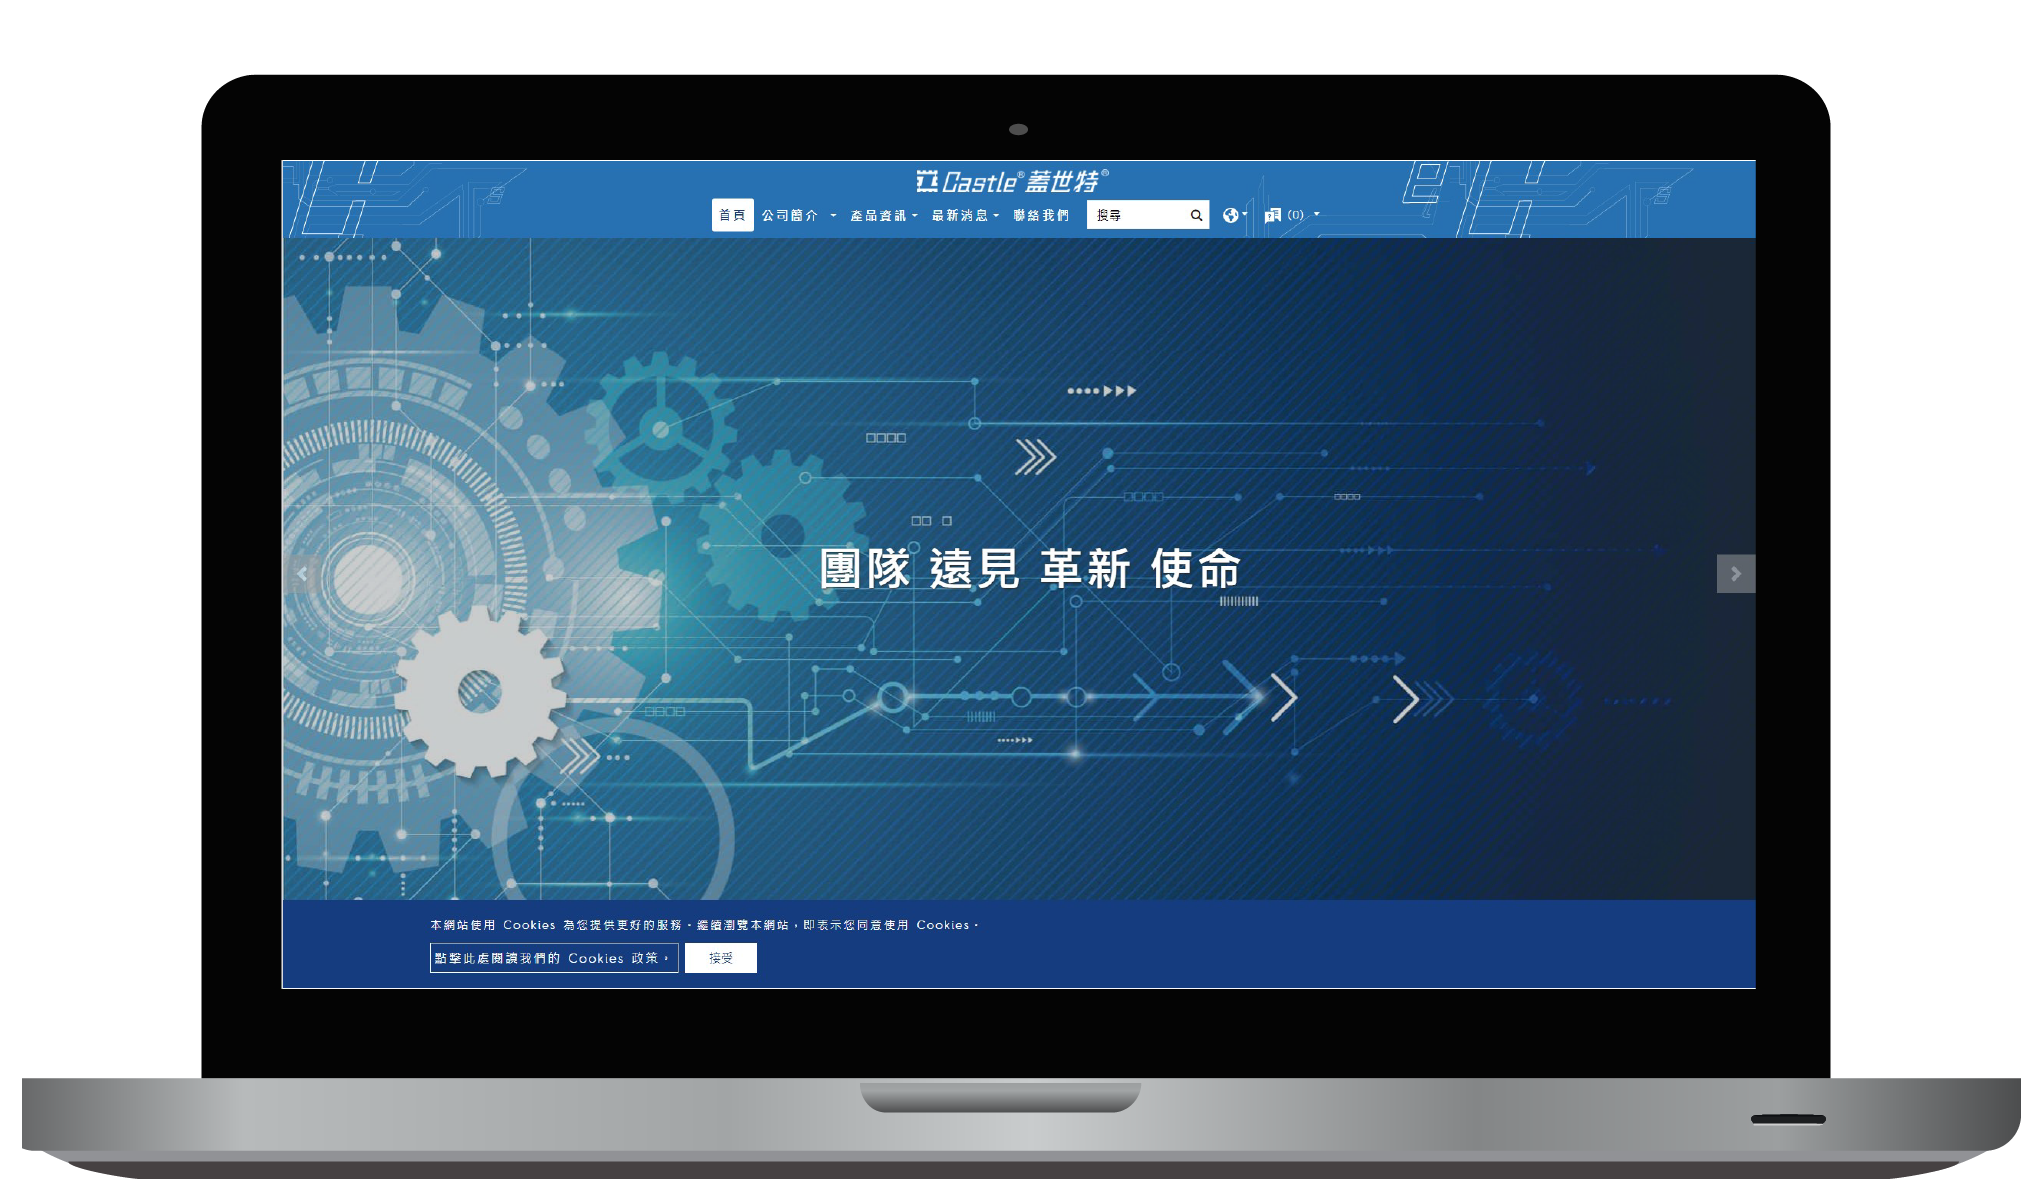 Castle®蓋世特®
首頁 公司簡介 產品資訊 最新消息 聯絡我們 搜尋 (0)
團隊 遠見 革新 使命
本網站使用 Cookies 為您提供更好的服務。繼續瀏覽本網站,即表示您同意使用 Cookies。
點擊此處閱讀我們的 Cookies 政策。 接受